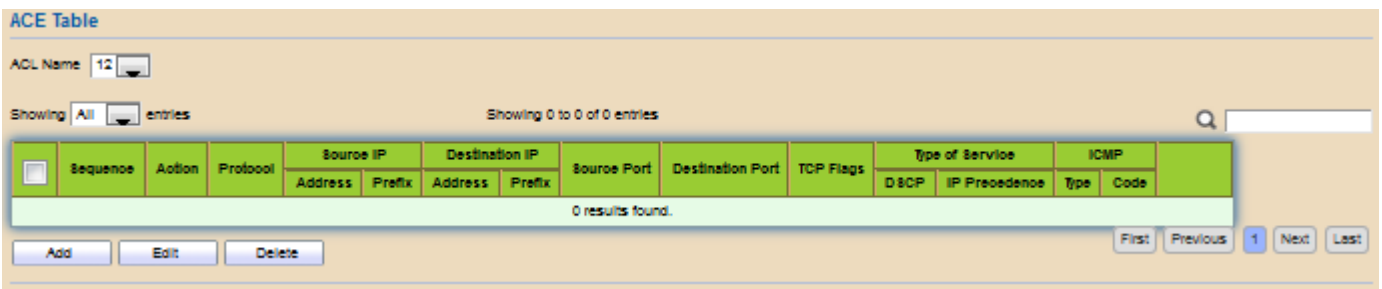 ACE Table
ACL Name 12
Showing All entries Showing 0 to 0 of 0 entries
Sequence Action Protocol Source IP Destination IP Source Port Destination Port TCP Flags Type of Service ICMP
Address Prefix Address Prefix DSCP IP Precedence Type Code
0 results found.
Add Edit Delete First Previous 1 Next Last